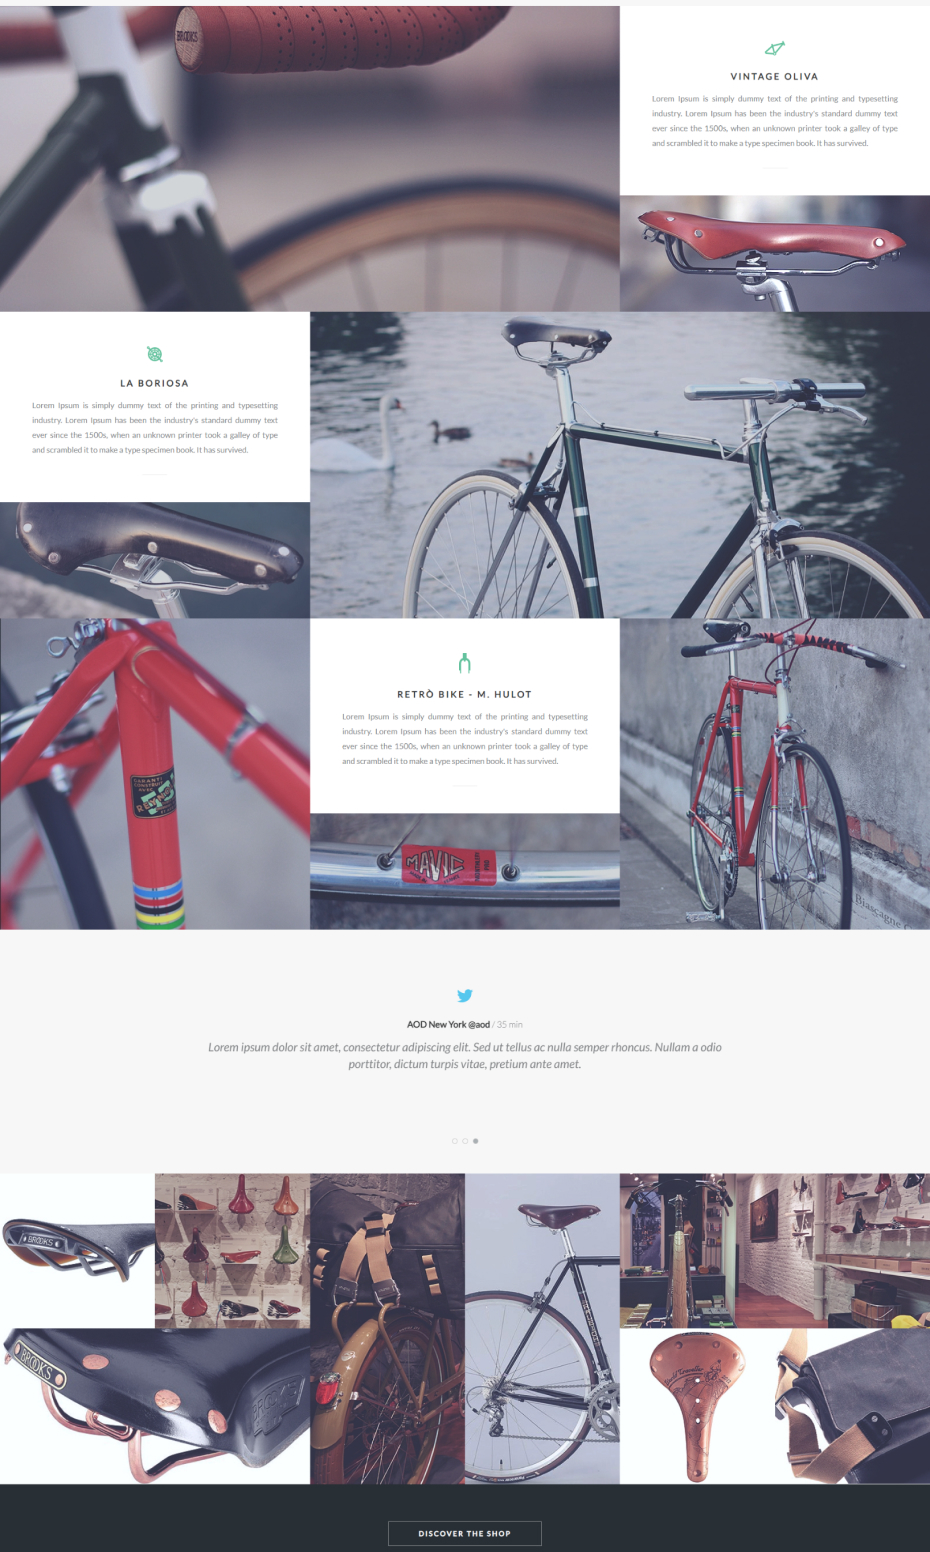 BROOKS
VINTAGE OLIVA
Lorem Ipsum is simply dummy text of the printing and typesetting
industry. Lorem Ipsum has been the industry's standard dummy text
ever since the 1500s, when an unknown printer took a galley of type
and scrambled it to make a type specimen book. It has survived.
LA BORIOSA
Lorem Ipsum is simply dummy text of the printing and typesetting
industry. Lorem Ipsum has been the industry's standard dummy text
ever since the 1500s, when an unknown printer took a galley of type
and scrambled it to make a type specimen book. It has survived.
RETRÒ BIKE - M. HULOT
Lorem Ipsum is simply dummy text of the printing and typesetting
industry. Lorem Ipsum has been the industry's standard dummy text
ever since the 1500s, when an unknown printer took a galley of type
and scrambled it to make a type specimen book. It has survived.
GARANTI
CONSTRUIT
AVEC
MAVIC
Biascagne
AOD New York @aod / 35 min
Lorem ipsum dolor sit amet, consectetur adipiscing elit. Sed ut tellus ac nulla semper rhoncus. Nullam a odio
porttitor, dictum turpis vitae, pretium ante amet.
BROOKS
BROOKS
BROOKS
World Traveller
DISCOVER THE SHOP